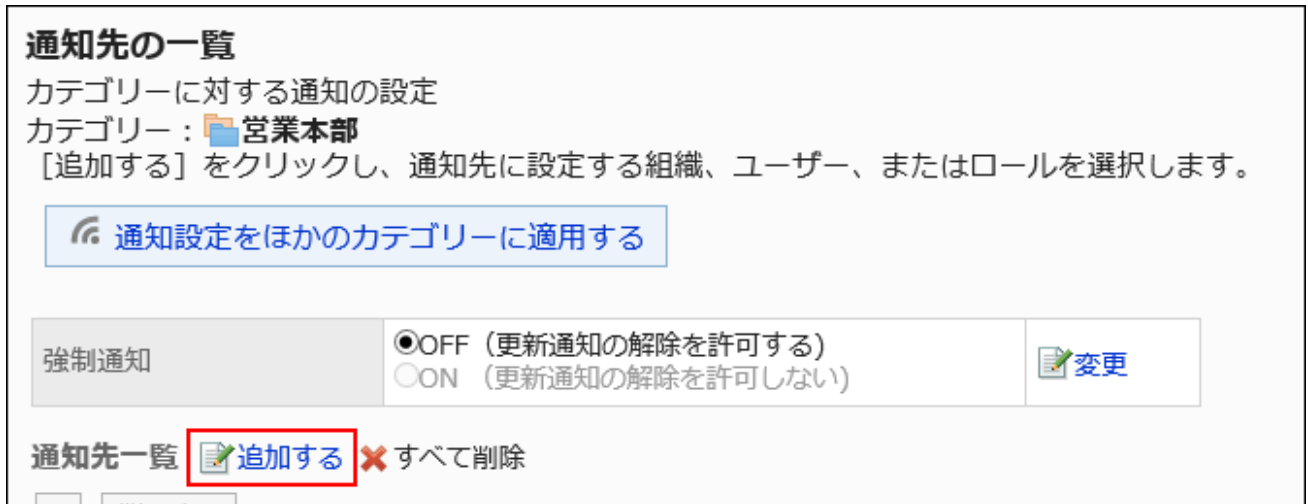 通知先の一覧
カテゴリーに対する通知の設定
カテゴリー：営業本部
［追加する］をクリックし、通知先に設定する組織、ユーザー、またはロールを選択します。
通知設定をほかのカテゴリーに適用する
強制通知
OFF（更新通知の解除を許可する)
ON （更新通知の解除を許可しない)
変更
通知先一覧 追加する すべて削除